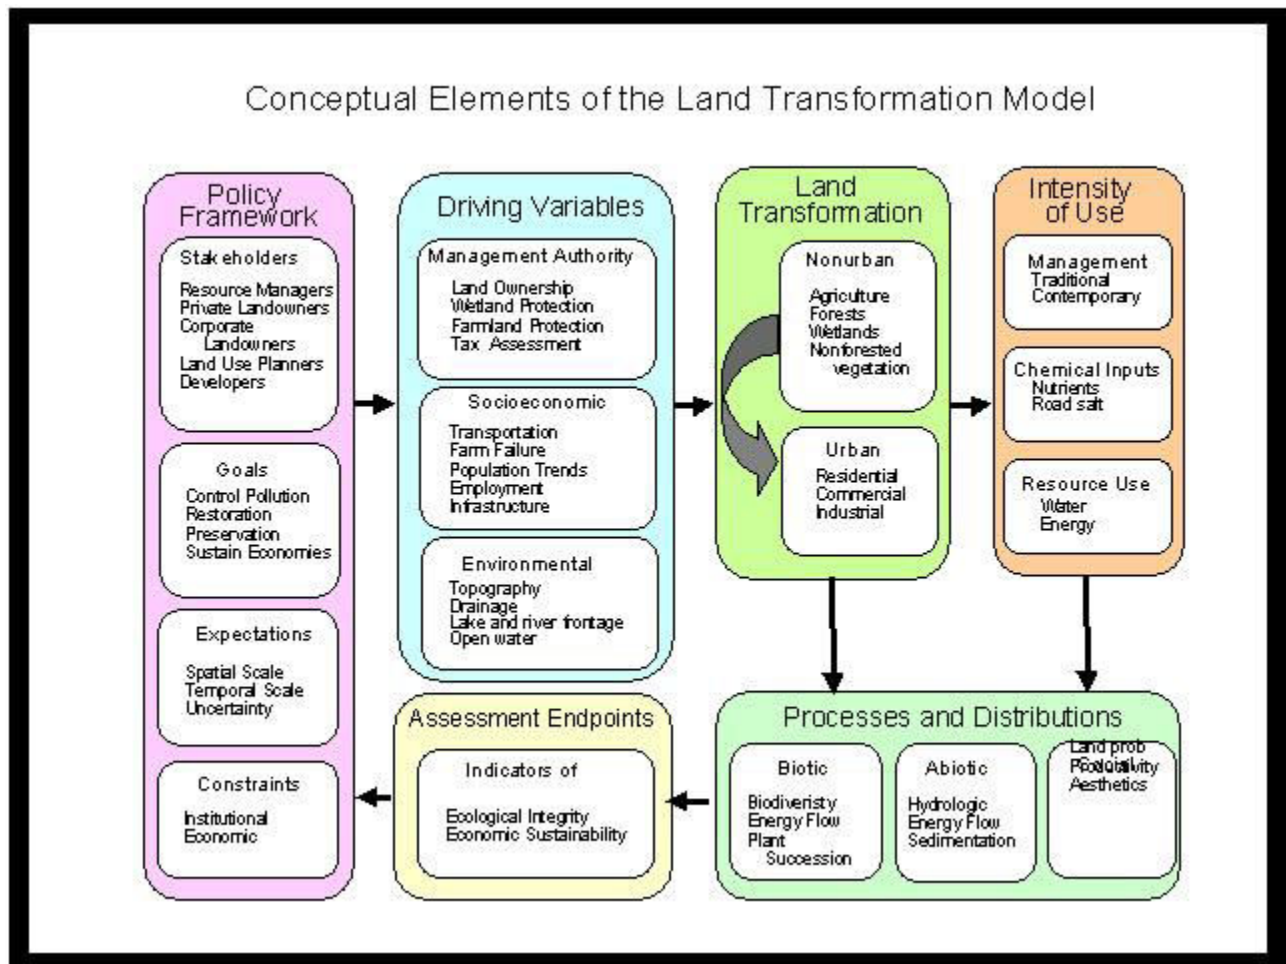 Conceptual Elements of the Land Transformation Model
Policy
Framework
Stakeholders
Resource Managers
Private Landowners
Corporate
Landowners
Land Use Planners
Developers
Goals
Control Pollution
Restoration
Preservation
Sustain Economies
Expectations
Spatial Scale
Temporal Scale
Uncertainty
Constraints
Institutional
Economic
Driving Variables
Management Authority
Land Ownership
Wetland Protection
Farmland Protection
Tax Assessment
Socioeconomic
Transportation
Farm Failure
Population Trends
Employment
Infrastructure
Environmental
Topography
Drainage
Lake and river frontage
Open water
Land
Transformation
Nonurban
Agriculture
Forests
Wetlands
Nonforested
vegetation
Urban
Residential
Commercial
Industrial
Intensity
of Use
Management
Traditional
Contemporary
Chemical Inputs
Nutrients
Road salt
Resource Use
Water
Energy
Assessment Endpoints
Indicators of
Ecological Integrity
Economic Sustainability
Processes and Distributions
Biotic
Biodiveristy
Energy Flow
Plant
Succession
Abiotic
Hydrologic
Energy Flow
Sedimentation
Land prob
Productivity
Aesthetics